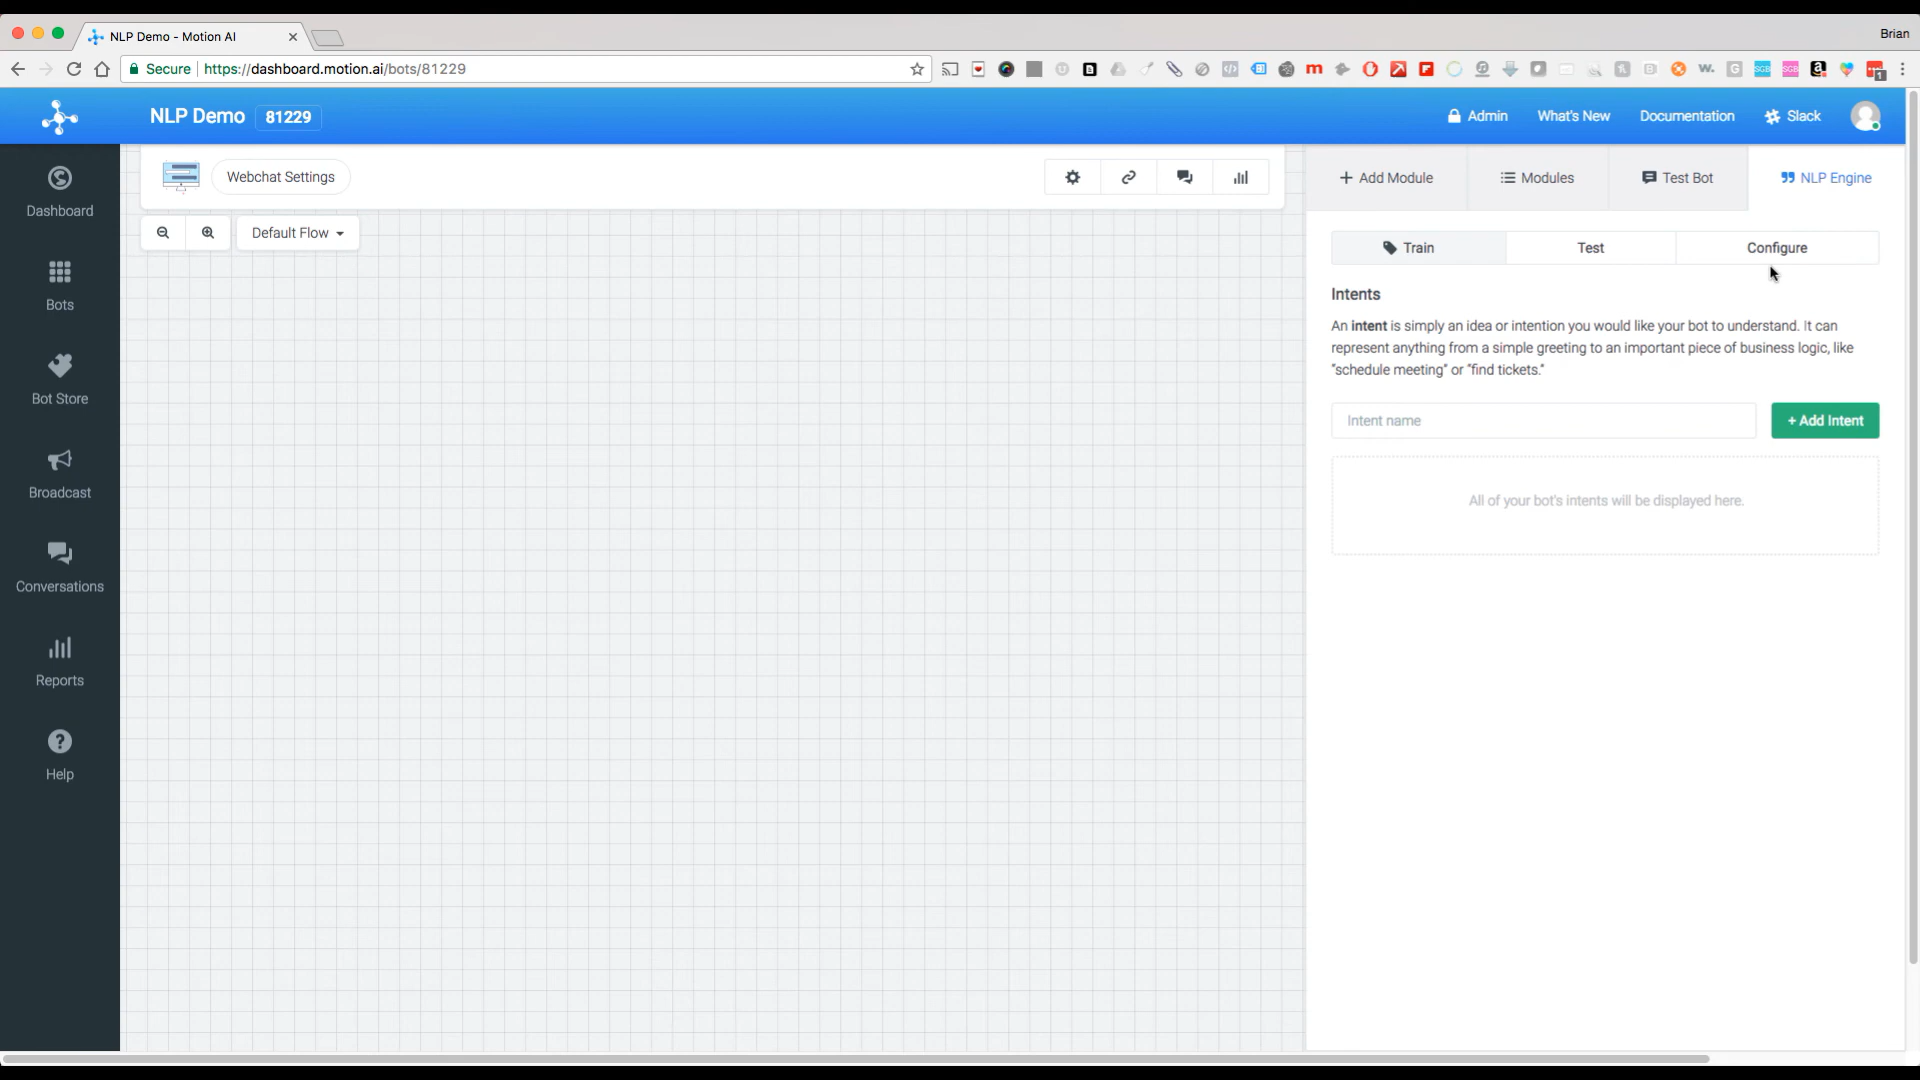 NLP Demo - Motion AI
Brian
Secure https://dashboard.motion.ai/bots/81229
NLP Demo 81229
Admin What's New Documentation Slack
Dashboard
Bots
Bot Store
Broadcast
Conversations
Reports
Help
Webchat Settings
Default Flow
+ Add Module Modules Test Bot NLP Engine
Train Test Configure
Intents
An intent is simply an idea or intention you would like your bot to understand. It can
represent anything from a simple greeting to an important piece of business logic, like
"schedule meeting" or "find tickets."
Intent name + Add Intent
All of your bot's intents will be displayed here.